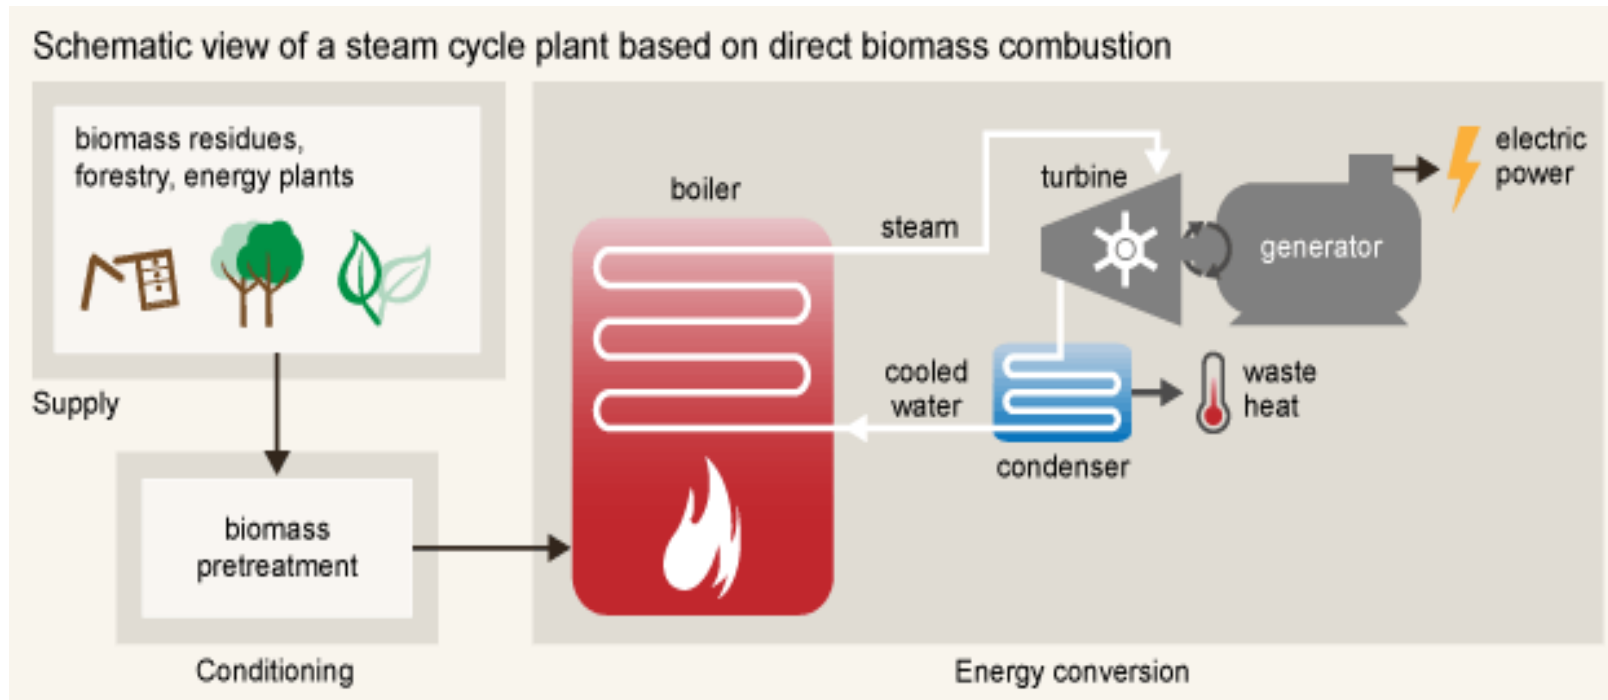 Schematic view of a steam cycle plant based on direct biomass combustion
biomass residues,
forestry, energy plants
Supply
biomass
pretreatment
Conditioning
boiler
steam
turbine
generator
electric
power
cooled
water
condenser
waste
heat
Energy conversion